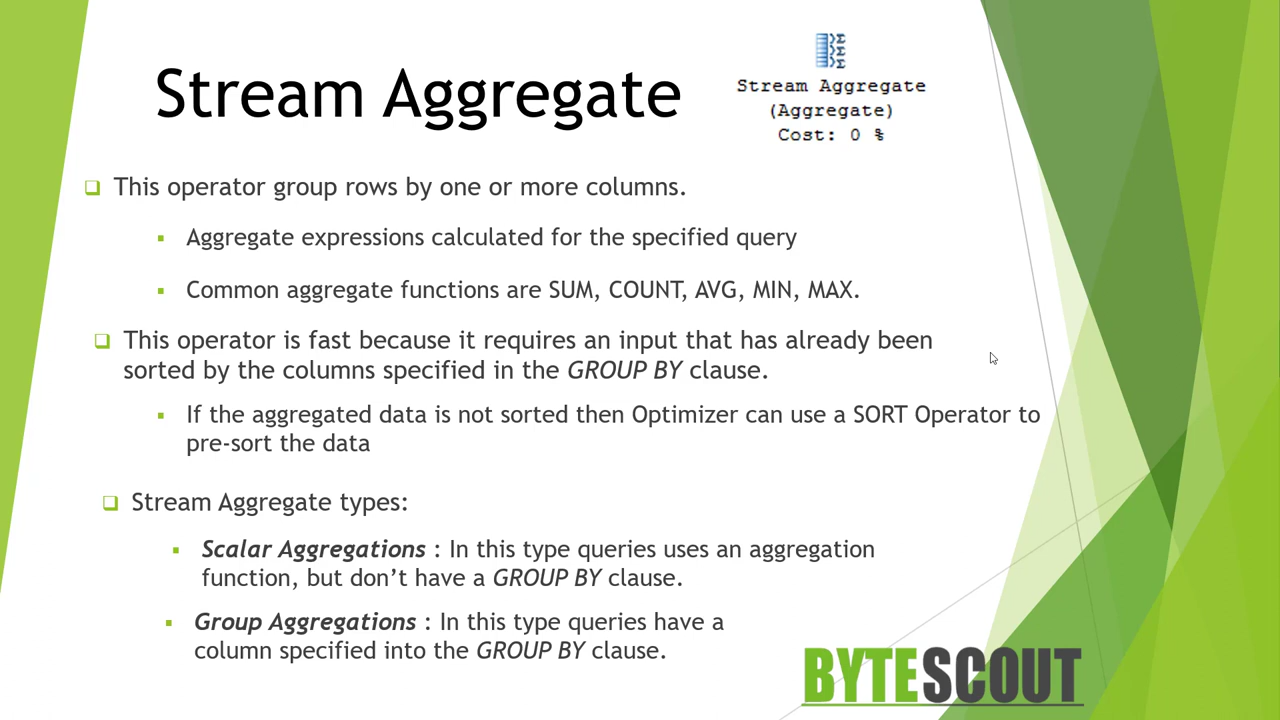 Stream Aggregate
Stream Aggregate
(Aggregate)
Cost: 0 %
This operator group rows by one or more columns.
Aggregate expressions calculated for the specified query
Common aggregate functions are SUM, COUNT, AVG, MIN, MAX.
This operator is fast because it requires an input that has already been
sorted by the columns specified in the GROUP BY clause.
If the aggregated data is not sorted then Optimizer can use a SORT Operator to
pre-sort the data
Stream Aggregate types:
Scalar Aggregations : In this type queries uses an aggregation
function, but don’t have a GROUP BY clause.
Group Aggregations : In this type queries have a
column specified into the GROUP BY clause.
BYTESCOUT